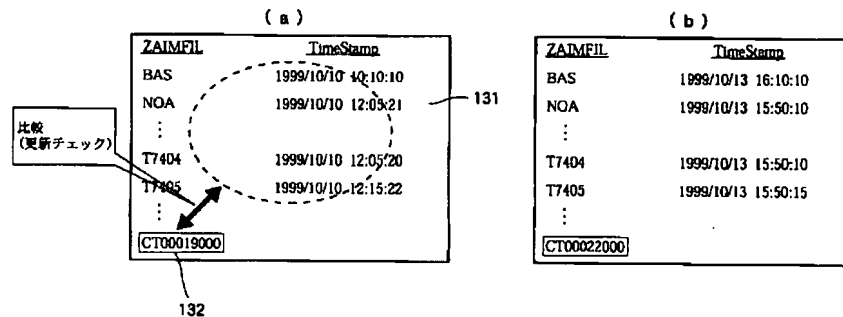 ( a )
ZAIMFIL TimeStamp
BAS 1999/10/10 10:10:10
NOA 1999/10/10 12:05:21
⋮
T7404 1999/10/10 12:05:20
T7405 1999/10/10 12:15:22
⋮
CT00019000
131
132
比較
(更新チェック)
( b )
ZAIMFIL TimeStamp
BAS 1999/10/13 16:10:10
NOA 1999/10/13 15:50:10
⋮
T7404 1999/10/13 15:50:10
T7405 1999/10/13 15:50:15
⋮
CT00022000